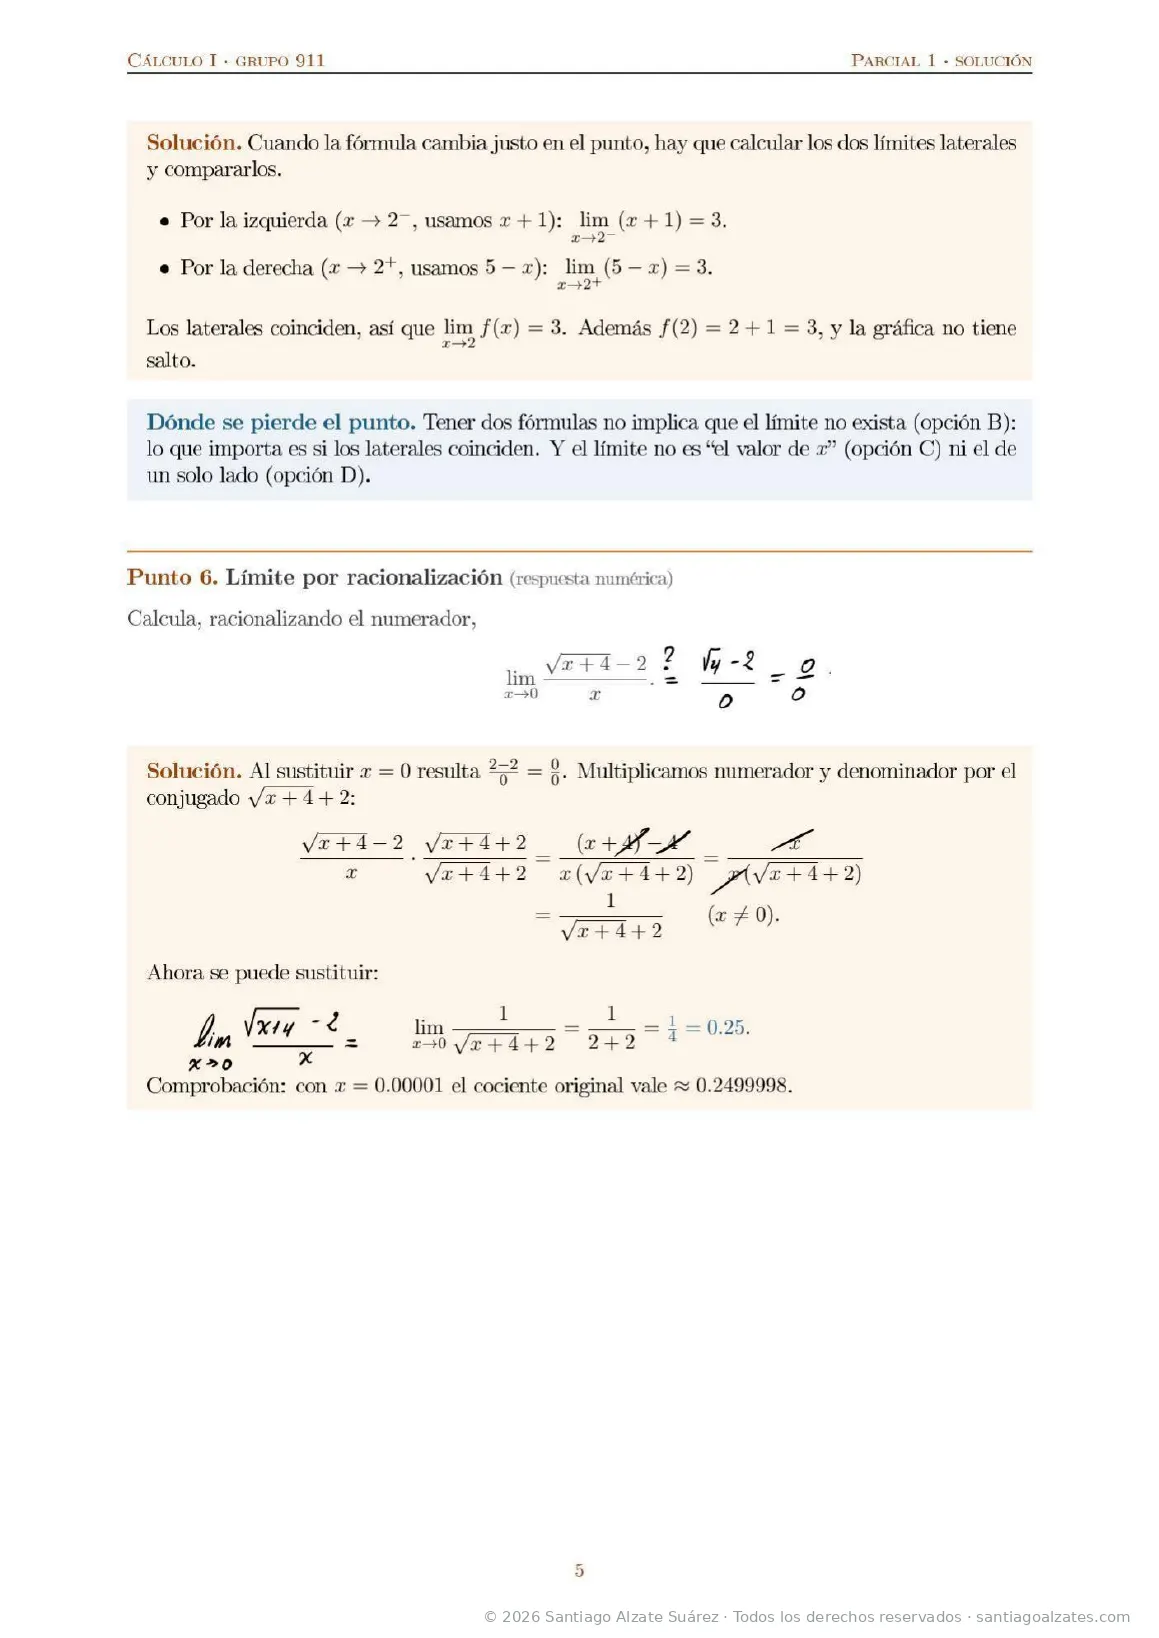 Cálculo I · grupo 911 Parcial 1 · solución
Solución. Cuando la fórmula cambia justo en el punto, hay que calcular los dos límites laterales
y compararlos.
• Por la izquierda (x → 2⁻, usamos x + 1): lim_{x→2⁻} (x + 1) = 3.
• Por la derecha (x → 2⁺, usamos 5 − x): lim_{x→2⁺} (5 − x) = 3.
Los laterales coinciden, así que lim_{x→2} f(x) = 3. Además f(2) = 2 + 1 = 3, y la gráfica no tiene
salto.
Dónde se pierde el punto. Tener dos fórmulas no implica que el límite no exista (opción B):
lo que importa es si los laterales coinciden. Y el límite no es “el valor de x” (opción C) ni el de
un solo lado (opción D).
Punto 6. Límite por racionalización (respuesta numérica)
Calcula, racionalizando el numerador,
lim_{x→0} (√(x + 4) − 2)/x . ?= (√4 - 2)/0 = 0/0
Solución. Al sustituir x = 0 resulta (2−2)/0 = 0/0. Multiplicamos numerador y denominador por el
conjugado √(x + 4) + 2:
(√(x + 4) − 2)/x · (√(x + 4) + 2)/(√(x + 4) + 2) = ((x + 4) − 4)/(x (√(x + 4) + 2)) = x/(x (√(x + 4) + 2))
= 1/(√(x + 4) + 2) (x ≠ 0).
Ahora se puede sustituir:
lim_{x→0} (√(x+4) - 2)/x = lim_{x→0} 1/(√(x + 4) + 2) = 1/(2 + 2) = 1/4 = 0.25.
Comprobación: con x = 0.00001 el cociente original vale ≈ 0.2499998.
5
© 2026 Santiago Alzate Suárez · Todos los derechos reservados · santiagoalzates.com